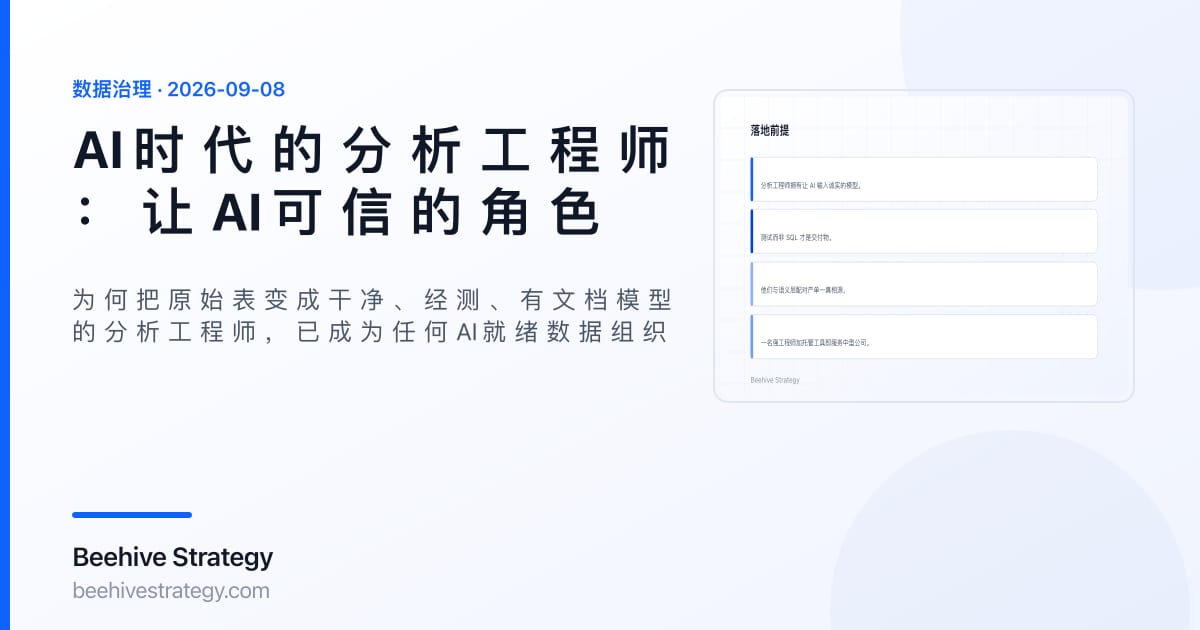 数据治理 · 2026-09-08
AI时代的分析工程师
：让AI可信的角色
为何把原始表变成干净、经测、有文档模型
的分析工程师，已成为任何AI就绪数据组织
落地前提
分析工程师拥有让 AI 输入诚实的模型。
测试而非 SQL 才是交付物。
他们与语义层配对产单一真相源。
一名强工程师加托管工具即服务中型公司。
Beehive Strategy
Beehive Strategy
beehivestrategy.com